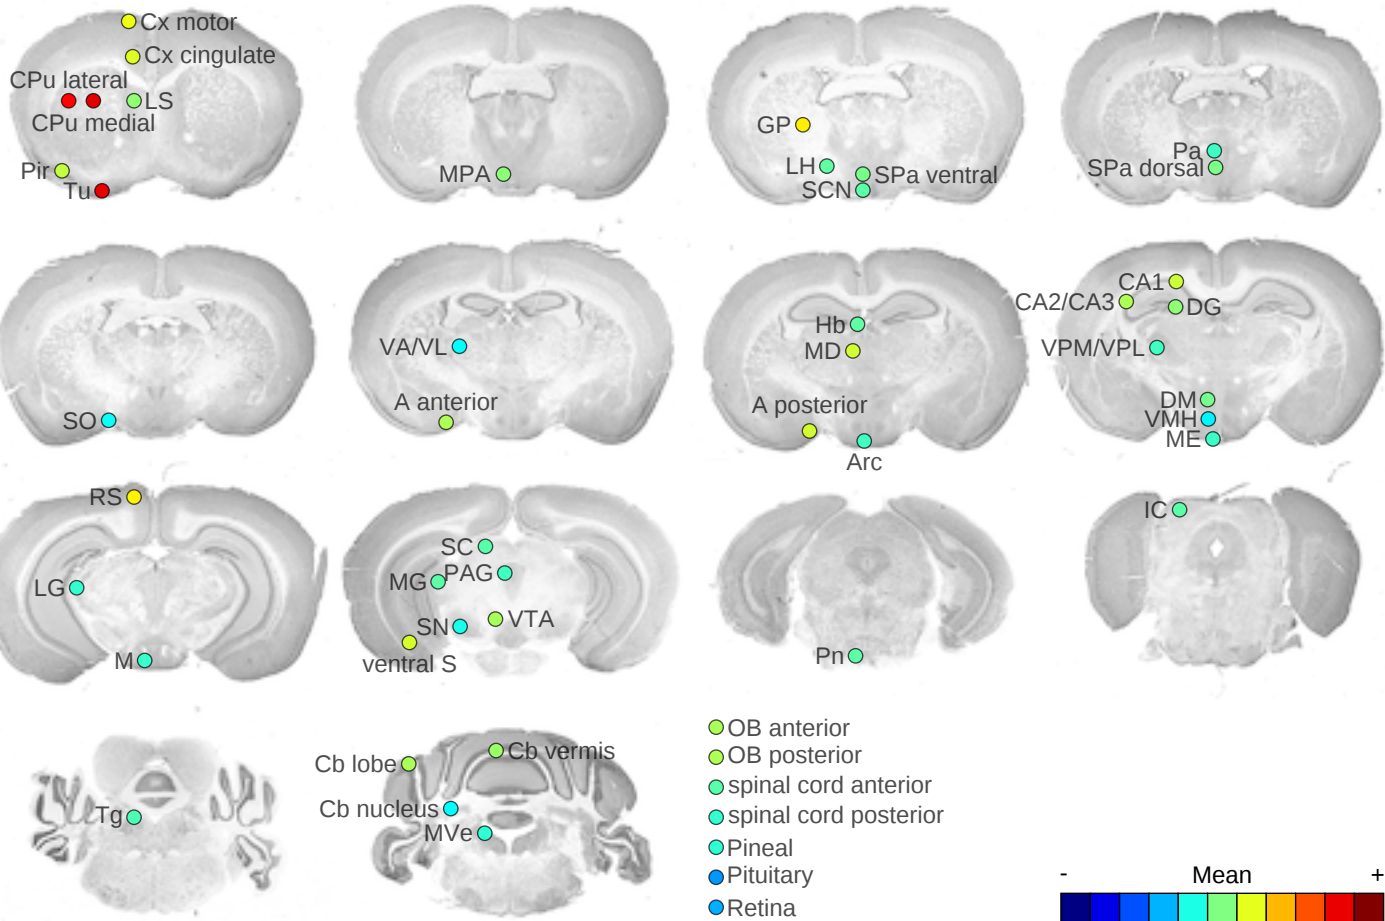 Cx motor
Cx cingulate
CPu lateral
LS
CPu medial
Pir
Tu
MPA
GP
LH
SPa ventral
SCN
Pa
SPa dorsal
SO
VA/VL
A anterior
Hb
MD
A posterior
Arc
CA1
CA2/CA3
DG
VPM/VPL
DM
VMH
ME
RS
LG
M
SC
MG
PAG
SN
VTA
ventral S
Pn
IC
Tg
Cb lobe
Cb vermis
Cb nucleus
MVe
OB anterior
OB posterior
spinal cord anterior
spinal cord posterior
Pineal
Pituitary
Retina
- Mean +